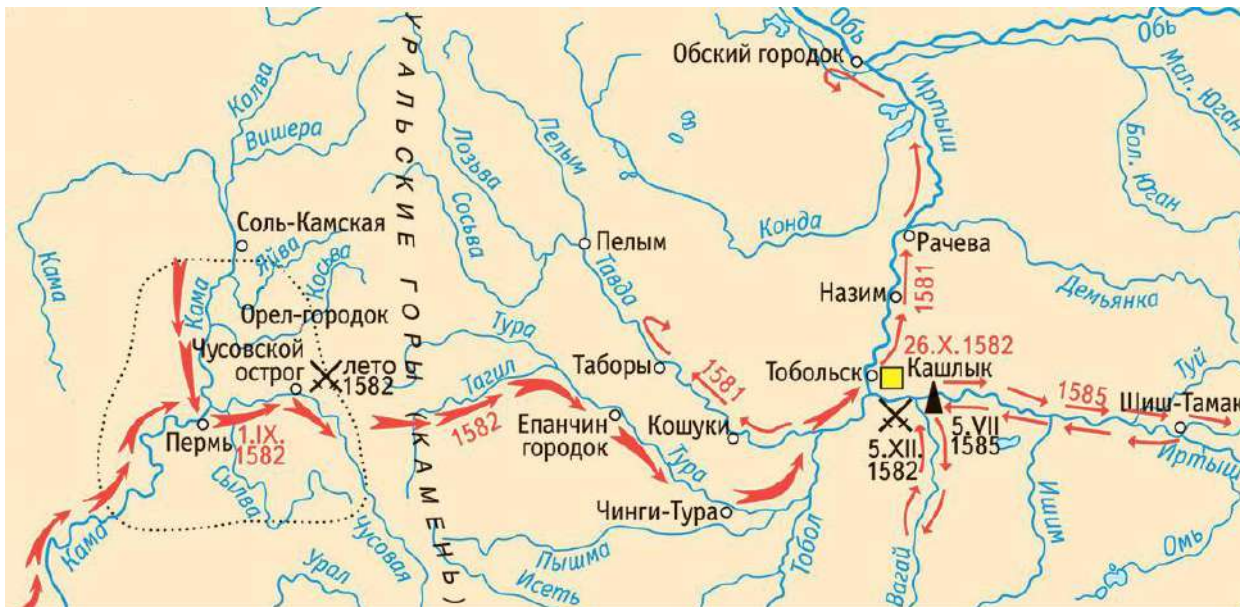 Обь
Обь
Обский городок
Иртыш
Мал. Юган
Бол. Юган
УРАЛЬСКИЕ ГОРЫ (КАМЕНЬ)
Колва
Вишера
Лозьва
Пелым
Сосьва
Конда
Соль-Камская
Яйва
Косьва
Пелым
Рачева
Кама
Кама
Тавда
Назим
1581
Демьянка
Орел-городок
Чусовской
острог
лето
1582
Тура
Тагил
Таборы
1581
26.X.1582
Тобольск
Кашлык
Туй
1585
Шиш-Тамак
Пермь
1.IX.
1582
1582
Епанчин
городок
Кошуки
5.XII.
1582
5.VII
1585
Иртыш
Сылва
Тура
Чинги-Тура
Кама
Чусовая
Урал
Пышма
Исеть
Тобол
Вагай
Ишим
Омь